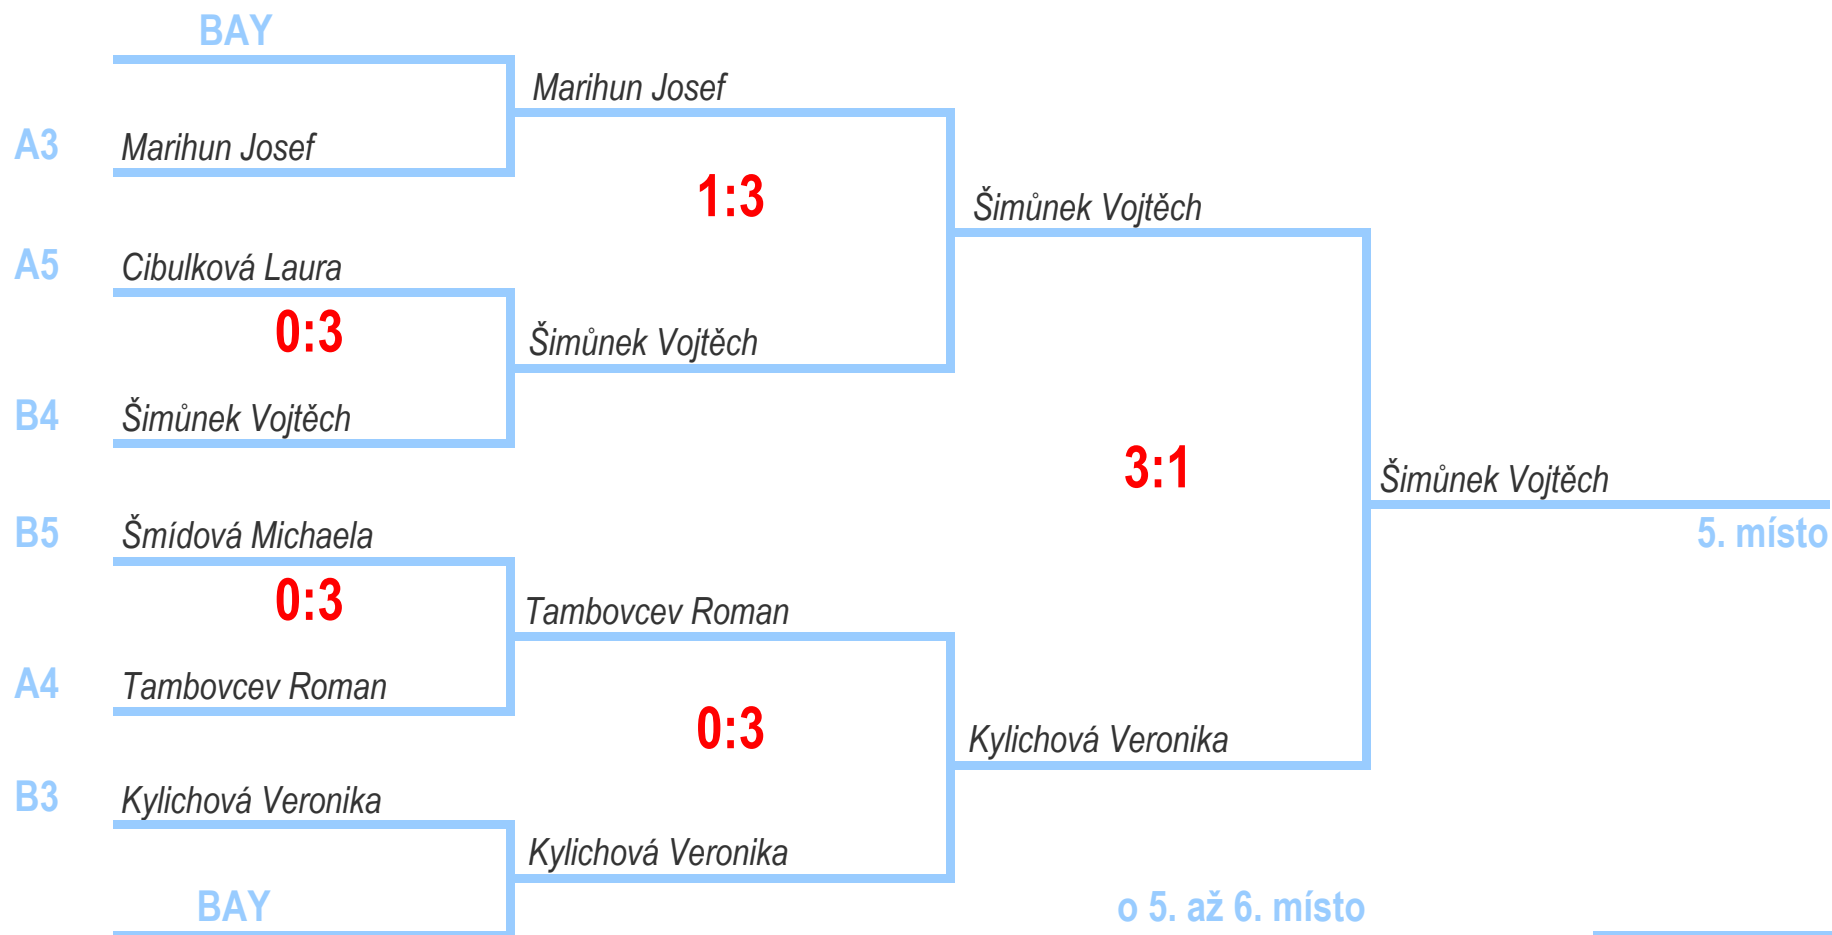 BAY
Marihun Josef
A3 Marihun Josef
1:3
Šimůnek Vojtěch
A5 Cibulková Laura
0:3
Šimůnek Vojtěch
B4 Šimůnek Vojtěch
3:1
Šimůnek Vojtěch
B5 Šmídová Michaela
5. místo
0:3
Tambovcev Roman
A4 Tambovcev Roman
0:3
Kylichová Veronika
B3 Kylichová Veronika
Kylichová Veronika
BAY
o 5. až 6. místo